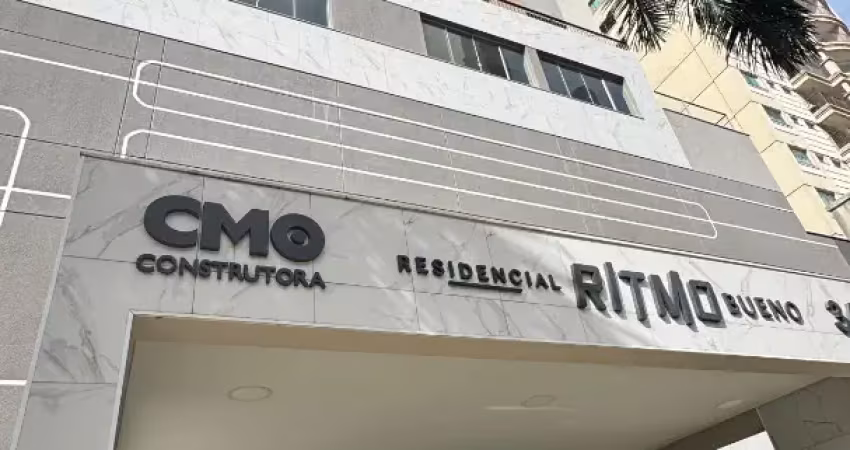 CMO
CONSTRUTORA
RESIDENCIAL RITMO BUENO